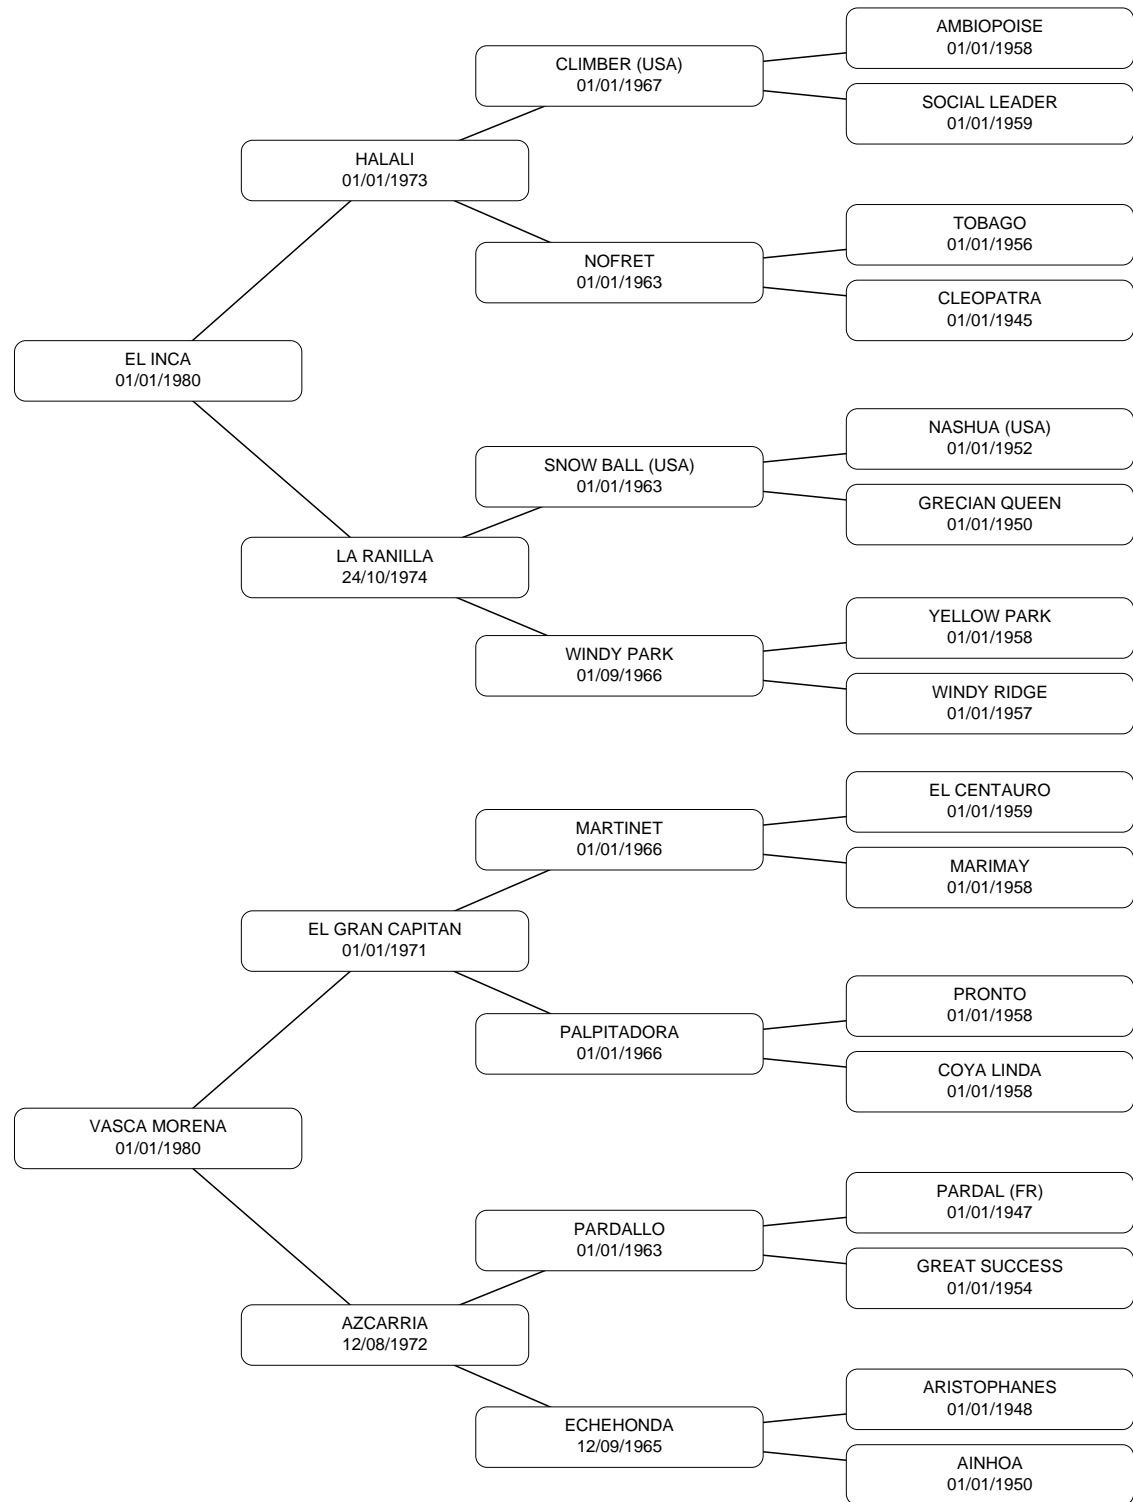 AMBIOPOISE
01/01/1958
CLIMBER (USA)
01/01/1967
SOCIAL LEADER
01/01/1959
HALALI
01/01/1973
TOBAGO
01/01/1956
NOFRET
01/01/1963
CLEOPATRA
01/01/1945
EL INCA
01/01/1980
NASHUA (USA)
01/01/1952
SNOW BALL (USA)
01/01/1963
GRECIAN QUEEN
01/01/1950
LA RANILLA
24/10/1974
YELLOW PARK
01/01/1958
WINDY PARK
01/09/1966
WINDY RIDGE
01/01/1957
EL CENTAURO
01/01/1959
MARTINET
01/01/1966
MARIMAY
01/01/1958
EL GRAN CAPITAN
01/01/1971
PRONTO
01/01/1958
PALPITADORA
01/01/1966
COYA LINDA
01/01/1958
VASCA MORENA
01/01/1980
PARDAL (FR)
01/01/1947
PARDALLO
01/01/1963
GREAT SUCCESS
01/01/1954
AZCARRIA
12/08/1972
ARISTOPHANES
01/01/1948
ECHEHONDA
12/09/1965
AINHOA
01/01/1950